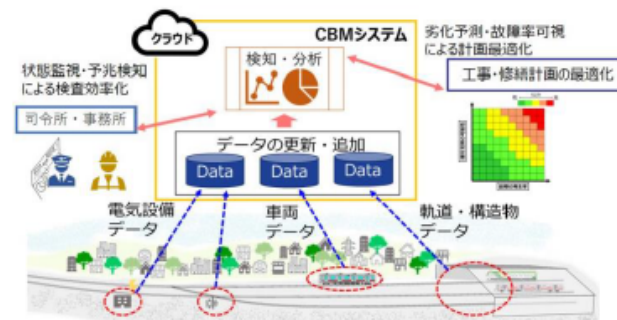 クラウド
CBMシステム
検知・分析
状態監視・予兆検知
による検査効率化
司令所・事務所
劣化予測・故障率可視
による計画最適化
工事・修繕計画の最適化
データの更新・追加
Data
Data
Data
電気設備
データ
車両
データ
軌道・構造物
データ